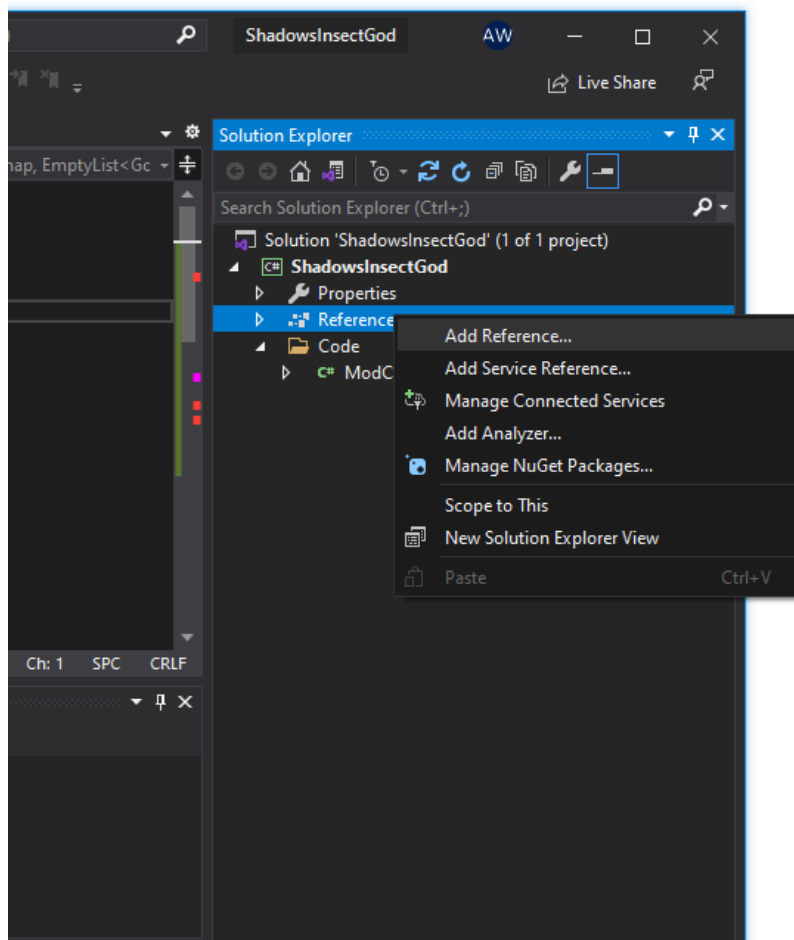 ShadowsInsectGod AW
Live Share
Solution Explorer
nap, EmptyList<Gc
Search Solution Explorer (Ctrl+;)
Solution 'ShadowsInsectGod' (1 of 1 project)
C# ShadowsInsectGod
Properties
Reference
Add Reference...
Code
Add Service Reference...
C# ModC
Manage Connected Services
Add Analyzer...
Manage NuGet Packages...
Scope to This
New Solution Explorer View
Paste Ctrl+V
Ch: 1 SPC CRLF